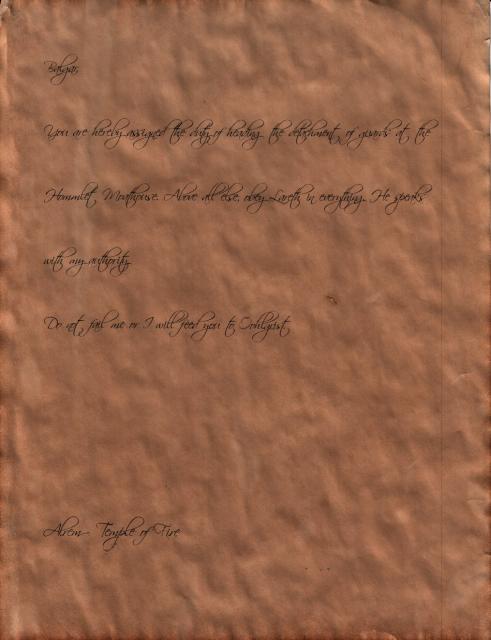 Balgar,
You are hereby assigned the duty of heading the detachment of guards at the
Hommlet Moathouse. Above all else, obey Lareth in everything. He speaks
with my authority.
Do not fail me or I will feed you to Oohlgrist.
Alrem - Temple of Fire